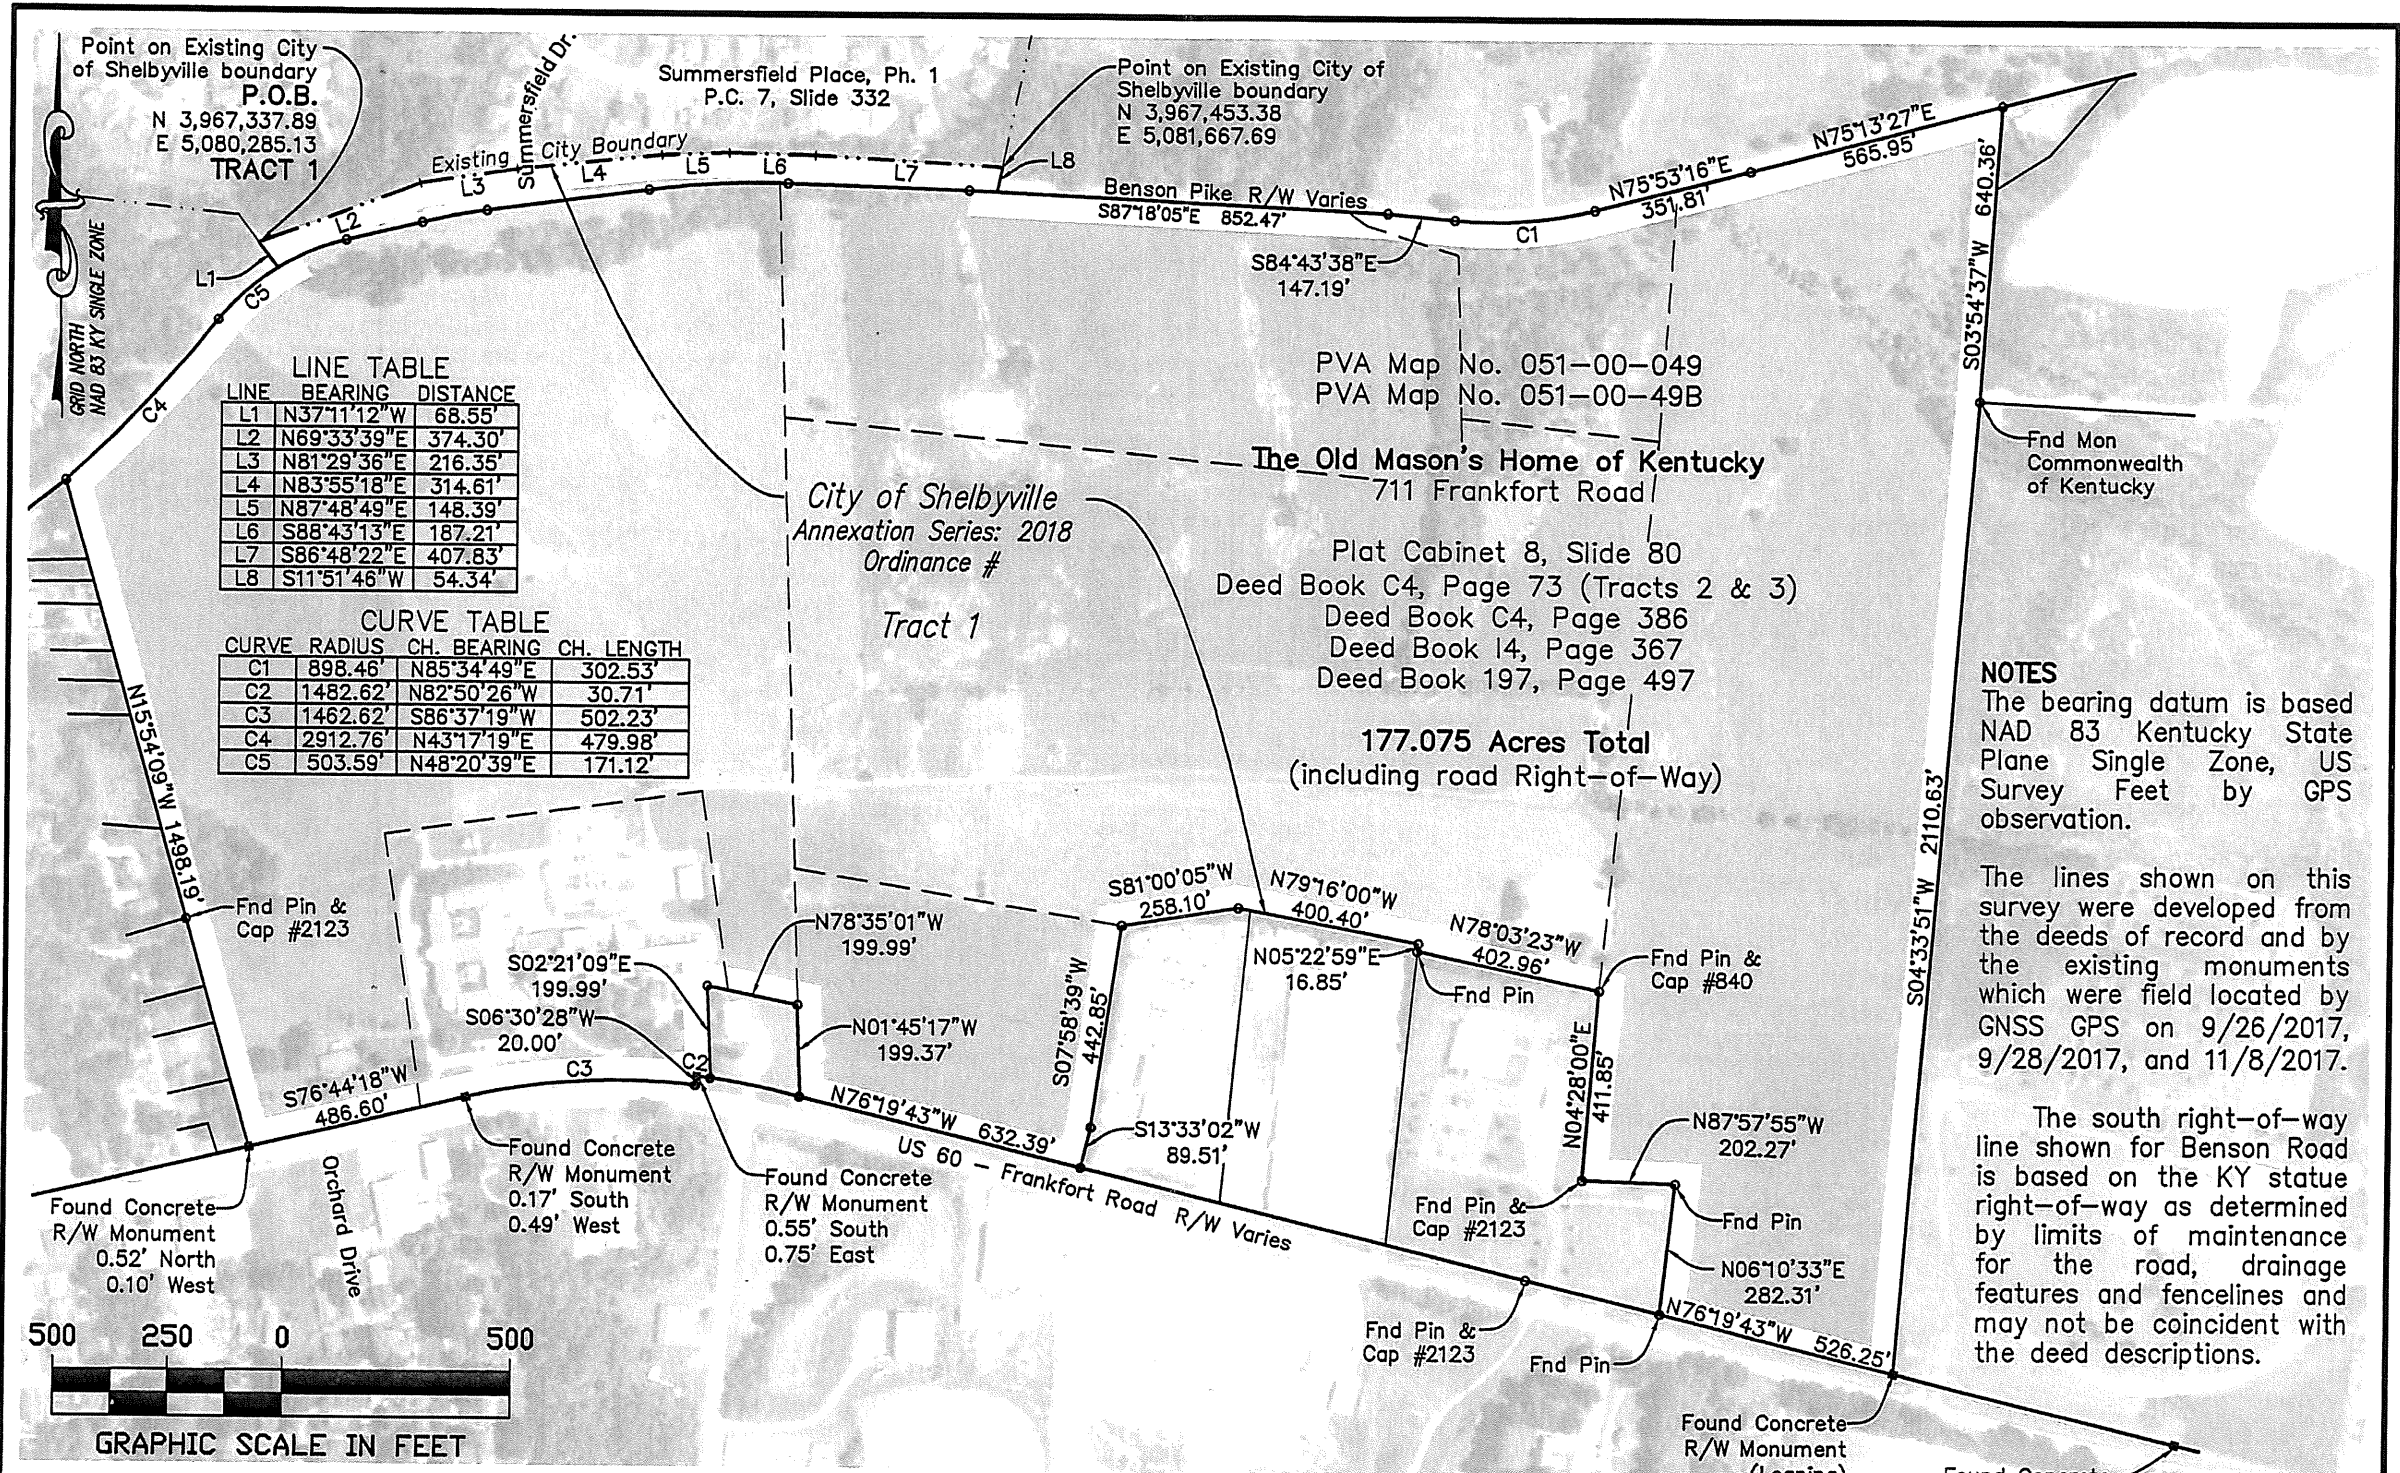 Point on Existing City
of Shelbyville boundary
P.O.B.
N 3,967,337.89
E 5,080,285.13
TRACT 1
Summersfield Dr.
Summersfield Place, Ph. 1
P.C. 7, Slide 332
Point on Existing City of
Shelbyville boundary
N 3,967,453.38
E 5,081,667.69
Existing City Boundary
L1
L2
L3
L4
L5
L6
L7
L8
Benson Pike R/W Varies
S87°18'05"E 852.47'
S84°43'38"E
147.19'
C1
N75°53'16"E
351.81'
N75°13'27"E
565.95'
S03°54'37"W 640.36'
GRID NORTH
NAD 83 KY SINGLE ZONE
C5
C4
LINE TABLE
LINE BEARING DISTANCE
L1 N37°11'12"W 68.55'
L2 N69°33'39"E 374.30'
L3 N81°29'36"E 216.35'
L4 N83°55'18"E 314.61'
L5 N87°48'49"E 148.39'
L6 S88°43'13"E 187.21'
L7 S86°48'22"E 407.83'
L8 S11°51'46"W 54.34'
CURVE TABLE
CURVE RADIUS CH. BEARING CH. LENGTH
C1 898.46' N85°34'49"E 302.53'
C2 1482.62' N82°50'26"W 30.71'
C3 1462.62' S86°37'19"W 502.23'
C4 2912.76' N43°17'19"E 479.98'
C5 503.59' N48°20'39"E 171.12'
City of Shelbyville
Annexation Series: 2018
Ordinance #
Tract 1
PVA Map No. 051-00-049
PVA Map No. 051-00-49B
The Old Mason's Home of Kentucky
711 Frankfort Road
Plat Cabinet 8, Slide 80
Deed Book C4, Page 73 (Tracts 2 & 3)
Deed Book C4, Page 386
Deed Book I4, Page 367
Deed Book 197, Page 497
177.075 Acres Total
(including road Right-of-Way)
Fnd Mon
Commonwealth
of Kentucky
NOTES
The bearing datum is based
NAD 83 Kentucky State
Plane Single Zone, US
Survey Feet by GPS
observation.
The lines shown on this
survey were developed from
the deeds of record and by
the existing monuments
which were field located by
GNSS GPS on 9/26/2017,
9/28/2017, and 11/8/2017.
The south right-of-way
line shown for Benson Road
is based on the KY statue
right-of-way as determined
by limits of maintenance
for the road, drainage
features and fencelines and
may not be coincident with
the deed descriptions.
N15°54'09"W 1498.19'
Fnd Pin &
Cap #2123
S04°33'51"W 2110.63'
N78°35'01"W
199.99'
S02°21'09"E
199.99'
S06°30'28"W
20.00'
N01°45'17"W
199.37'
C2
C3
S76°44'18"W
486.60'
S81°00'05"W
258.10'
N79°16'00"W
400.40'
N78°03'23"W
402.96'
N05°22'59"E
16.85'
Fnd Pin
Fnd Pin &
Cap #840
S07°58'39"W
442.85'
S13°33'02"W
89.51'
N04°28'00"E
411.85'
N87°57'55"W
202.27'
Fnd Pin &
Cap #2123
Fnd Pin
N06°10'33"E
282.31'
N76°19'43"W 632.39'
US 60 - Frankfort Road R/W Varies
N76°19'43"W 526.25'
Found Concrete
R/W Monument
0.52' North
0.10' West
Orchard Drive
Found Concrete
R/W Monument
0.17' South
0.49' West
Found Concrete
R/W Monument
0.55' South
0.75' East
Fnd Pin &
Cap #2123
Fnd Pin
Found Concrete
R/W Monument
(Leaning)
Found Concrete
500 250 0 500
GRAPHIC SCALE IN FEET